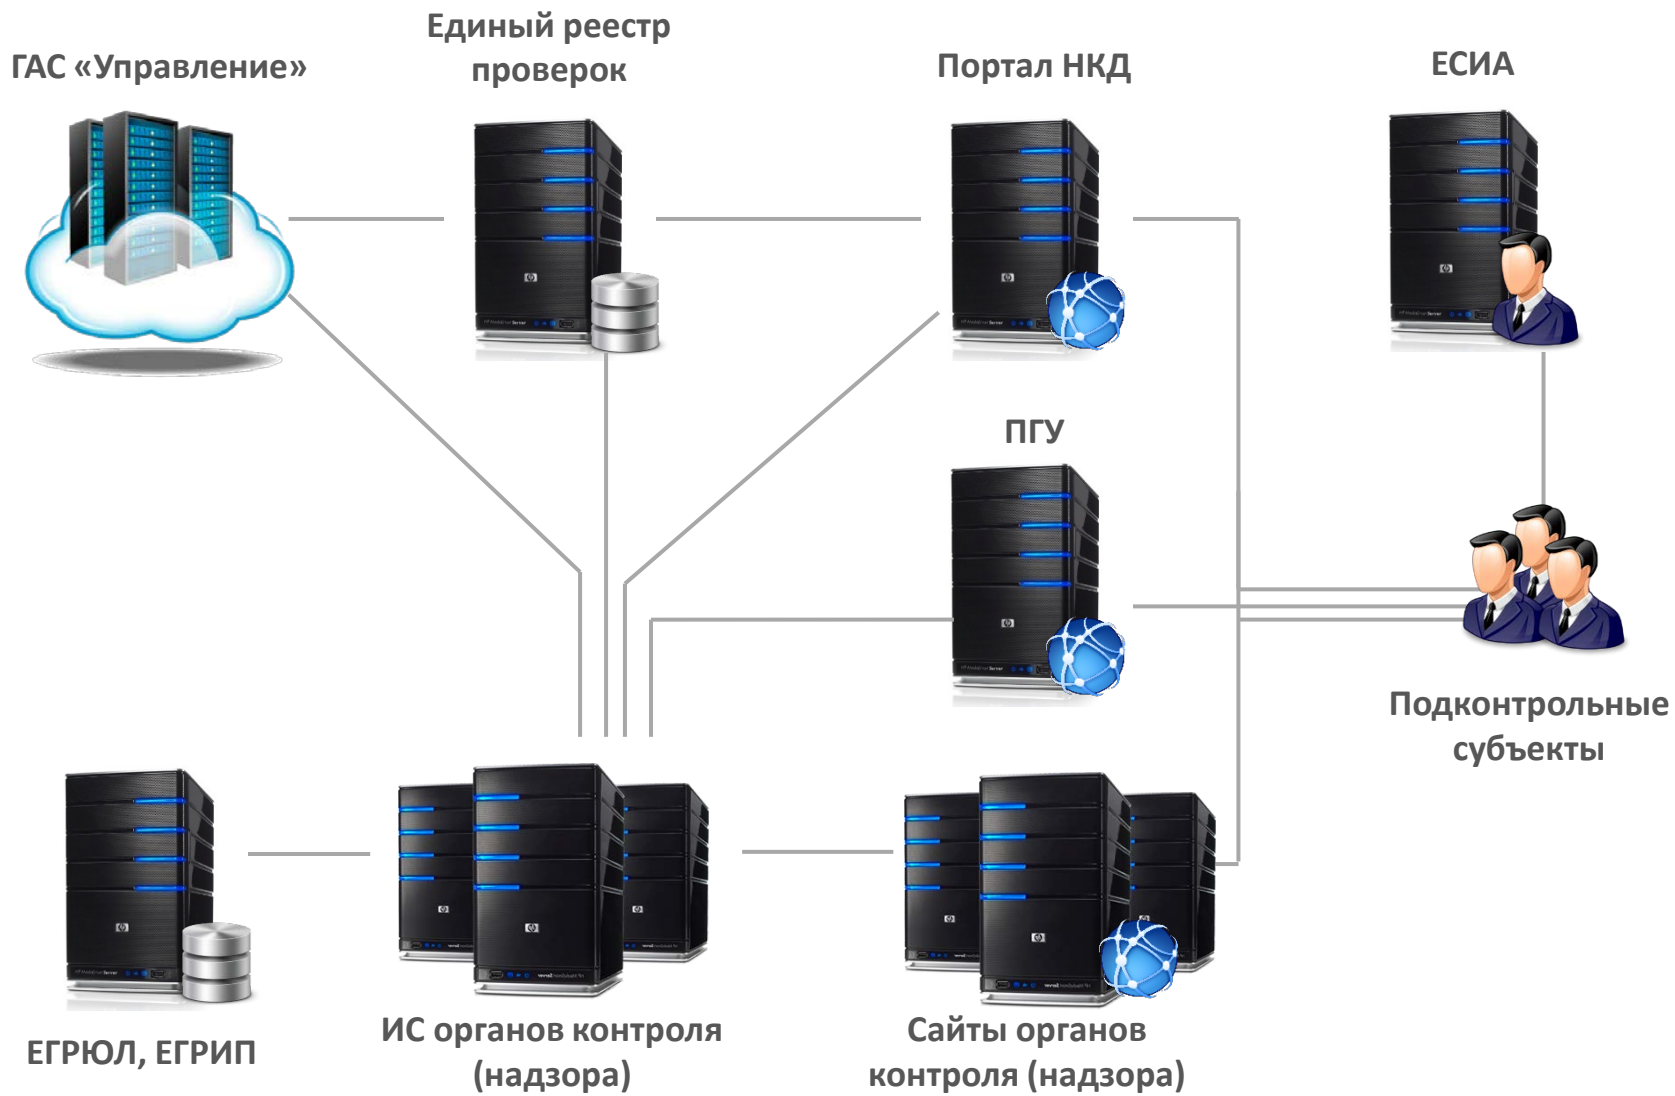 ГАС «Управление»
Единый реестр
проверок
Портал НКД
ЕСИА
ПГУ
Подконтрольные
субъекты
ЕГРЮЛ, ЕГРИП
ИС органов контроля
(надзора)
Сайты органов
контроля (надзора)